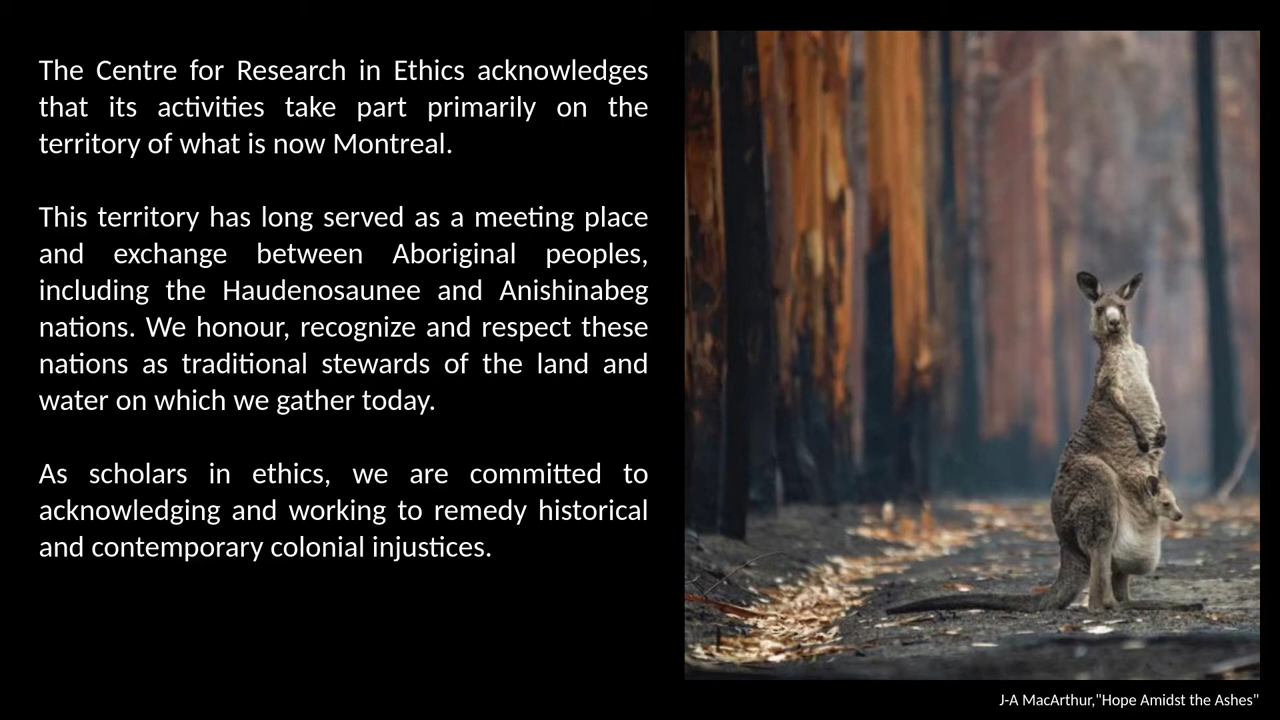 The Centre for Research in Ethics acknowledges
that its activities take part primarily on the
territory of what is now Montreal.
This territory has long served as a meeting place
and exchange between Aboriginal peoples,
including the Haudenosaunee and Anishinabeg
nations. We honour, recognize and respect these
nations as traditional stewards of the land and
water on which we gather today.
As scholars in ethics, we are committed to
acknowledging and working to remedy historical
and contemporary colonial injustices.
J-A MacArthur,"Hope Amidst the Ashes"